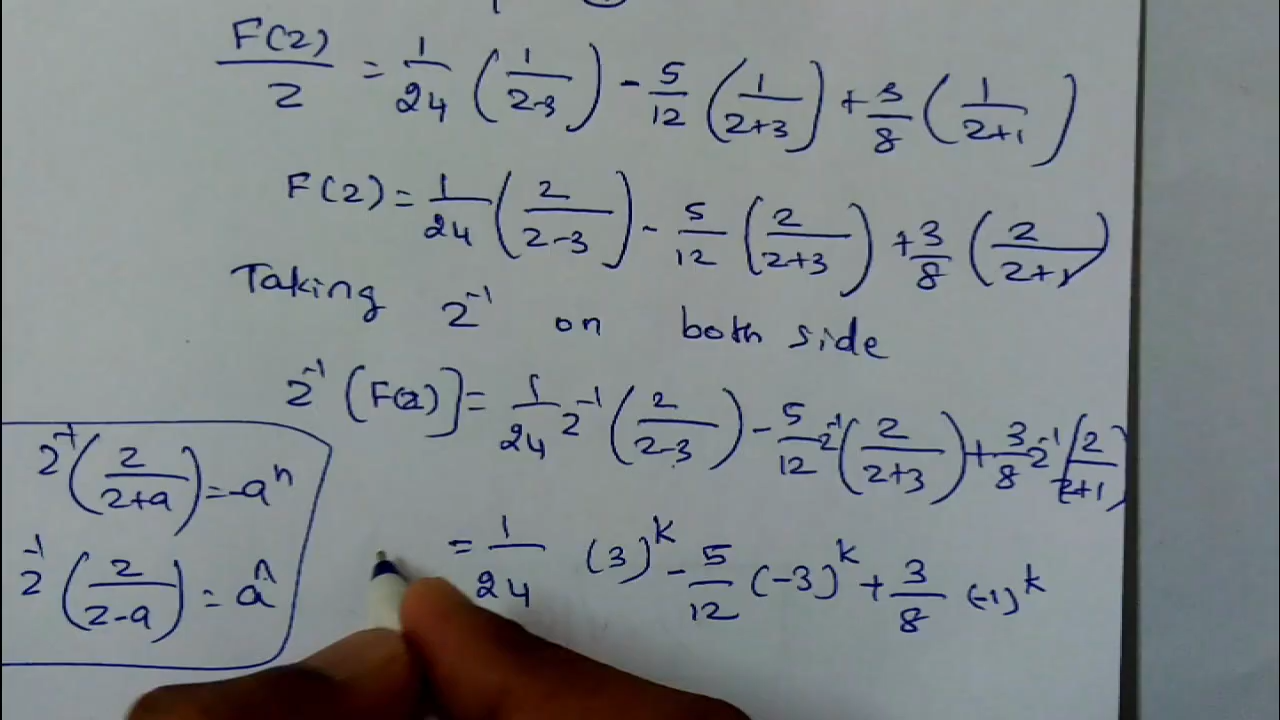 F(z)/z = 1/24 (1/(z-3)) - 5/12 (1/(z+3)) + 3/8 (1/(z+1))
F(z) = 1/24 (z/(z-3)) - 5/12 (z/(z+3)) + 3/8 (z/(z+1))
Taking z⁻¹ on both side
z⁻¹ [F(z)] = 1/24 z⁻¹ (z/(z-3)) - 5/12 z⁻¹ (z/(z+3)) + 3/8 z⁻¹ (z/(z+1))
= 1/24 (3)^k - 5/12 (-3)^k + 3/8 (-1)^k
z⁻¹ (z/(z+a)) = -aⁿ
z⁻¹ (z/(z-a)) = aⁿ